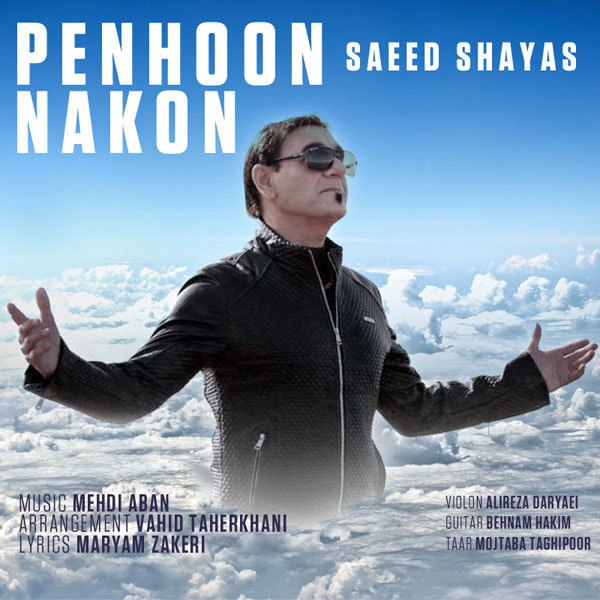 PENHOON
NAKON
SAEED SHAYAS
MUSIC MEHDI ABAN
ARRANGEMENT VAHID TAHERKHANI
LYRICS MARYAM ZAKERI
VIOLON ALIREZA DARYAEI
GUITAR BEHNAM HAKIM
TAAR MOJTABA TAGHIPOOR